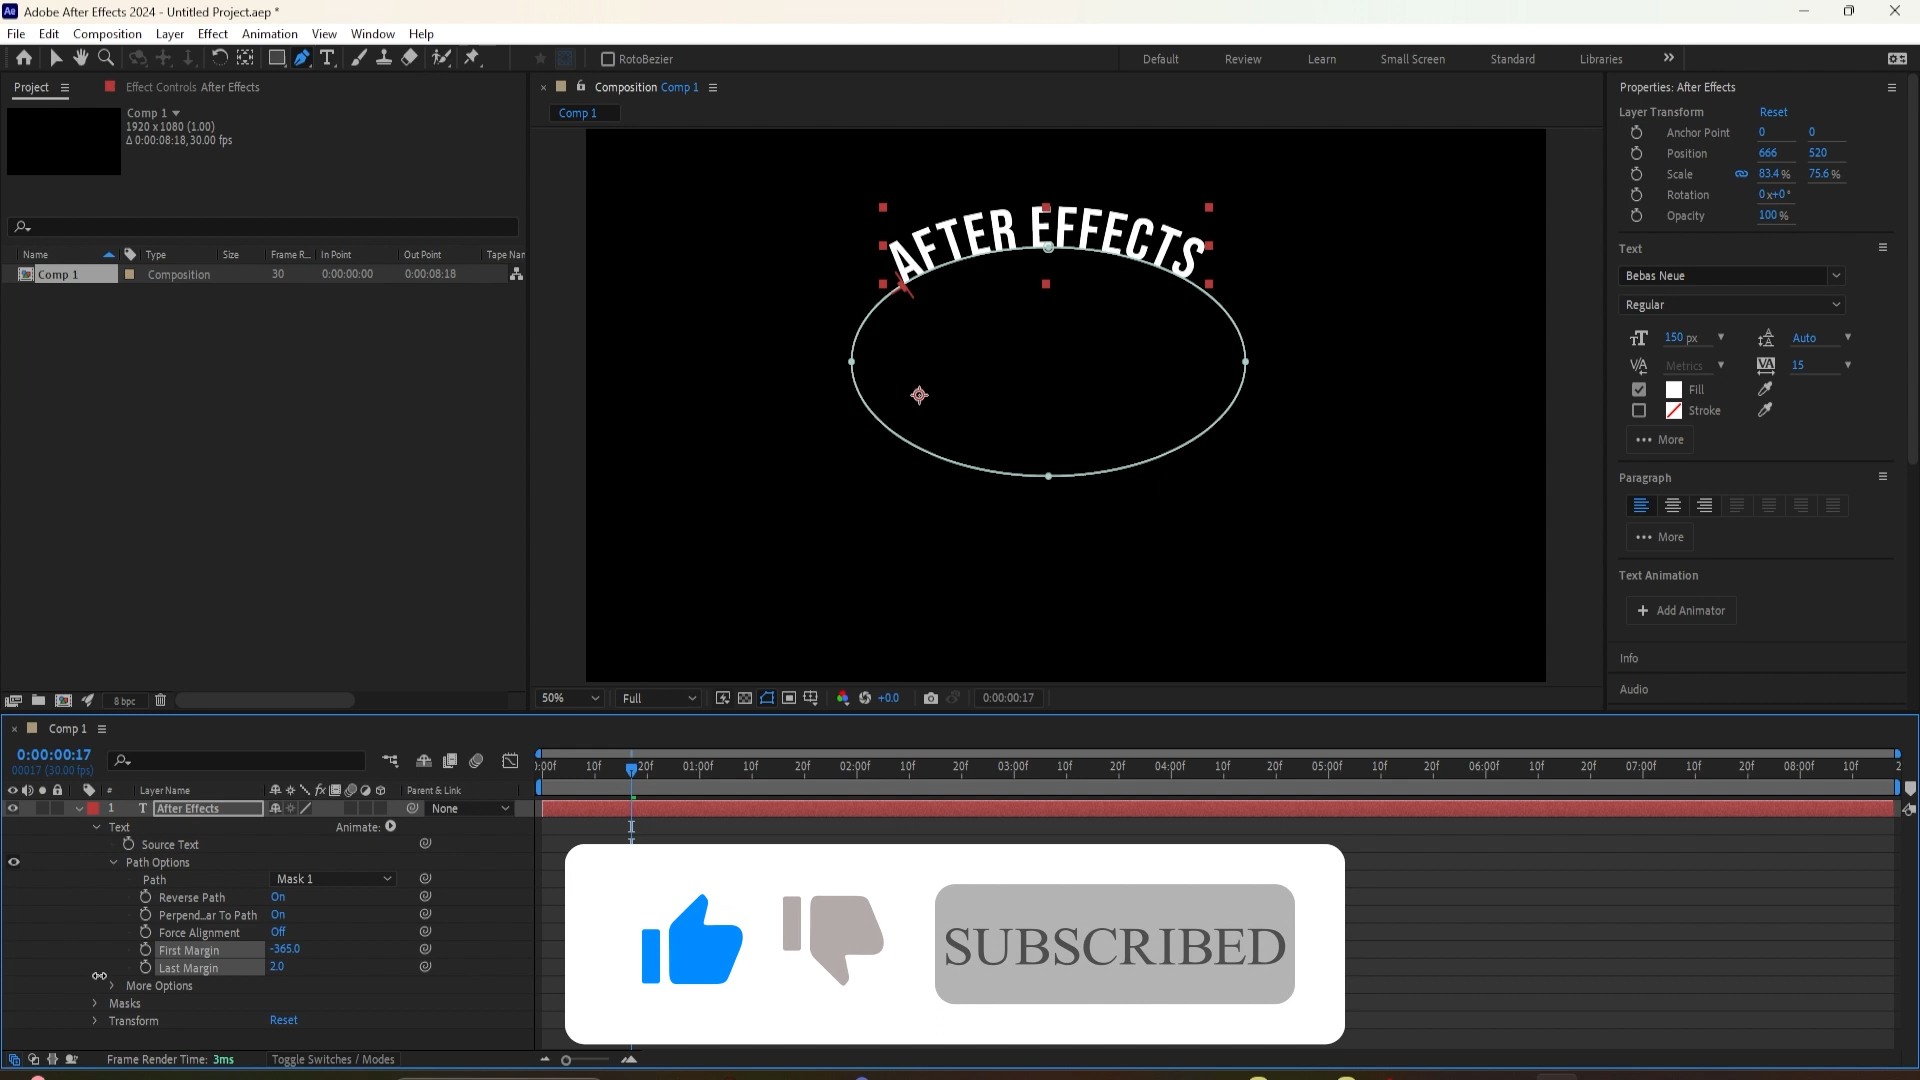 Ae Adobe After Effects 2024 - Untitled Project.aep *
File Edit Composition Layer Effect Animation View Window Help
RotoBezier Default Review Learn Small Screen Standard Libraries
Project Effect Controls After Effects
Comp 1
1920 x 1080 (1.00)
Δ 0:00:08:18, 30.00 fps
Name Type Size Frame R... In Point Out Point Tape Nar
Comp 1 Composition 30 0:00:00:00 0:00:08:18
8 bpc
Composition Comp 1
Comp 1
AFTER EFFECTS
50% Full +0.0 0:00:00:17
Properties: After Effects
Layer Transform Reset
Anchor Point 0 0
Position 666 520
Scale 83.4 % 75.6 %
Rotation 0x+0°
Opacity 100 %
Text
Bebas Neue
Regular
150 px Auto
Metrics 15
Fill
Stroke
More
Paragraph
More
Text Animation
Add Animator
Info
Audio
Comp 1
0:00:00:17
00017 (30.00 fps)
# Layer Name Parent & Link
1 T After Effects None
Text Animate:
Source Text
Path Options
Path Mask 1
Reverse Path On
Perpend...ar To Path On
Force Alignment Off
First Margin -365.0
Last Margin 2.0
More Options
Masks
Transform Reset
Frame Render Time: 3ms Toggle Switches / Modes
):00f 10f 20f 01:00f 10f 20f 02:00f 10f 20f 03:00f 10f 20f 04:00f 10f 20f 05:00f 10f 20f 06:00f 10f 20f 07:00f 10f 20f 08:00f 10f 2
SUBSCRIBED